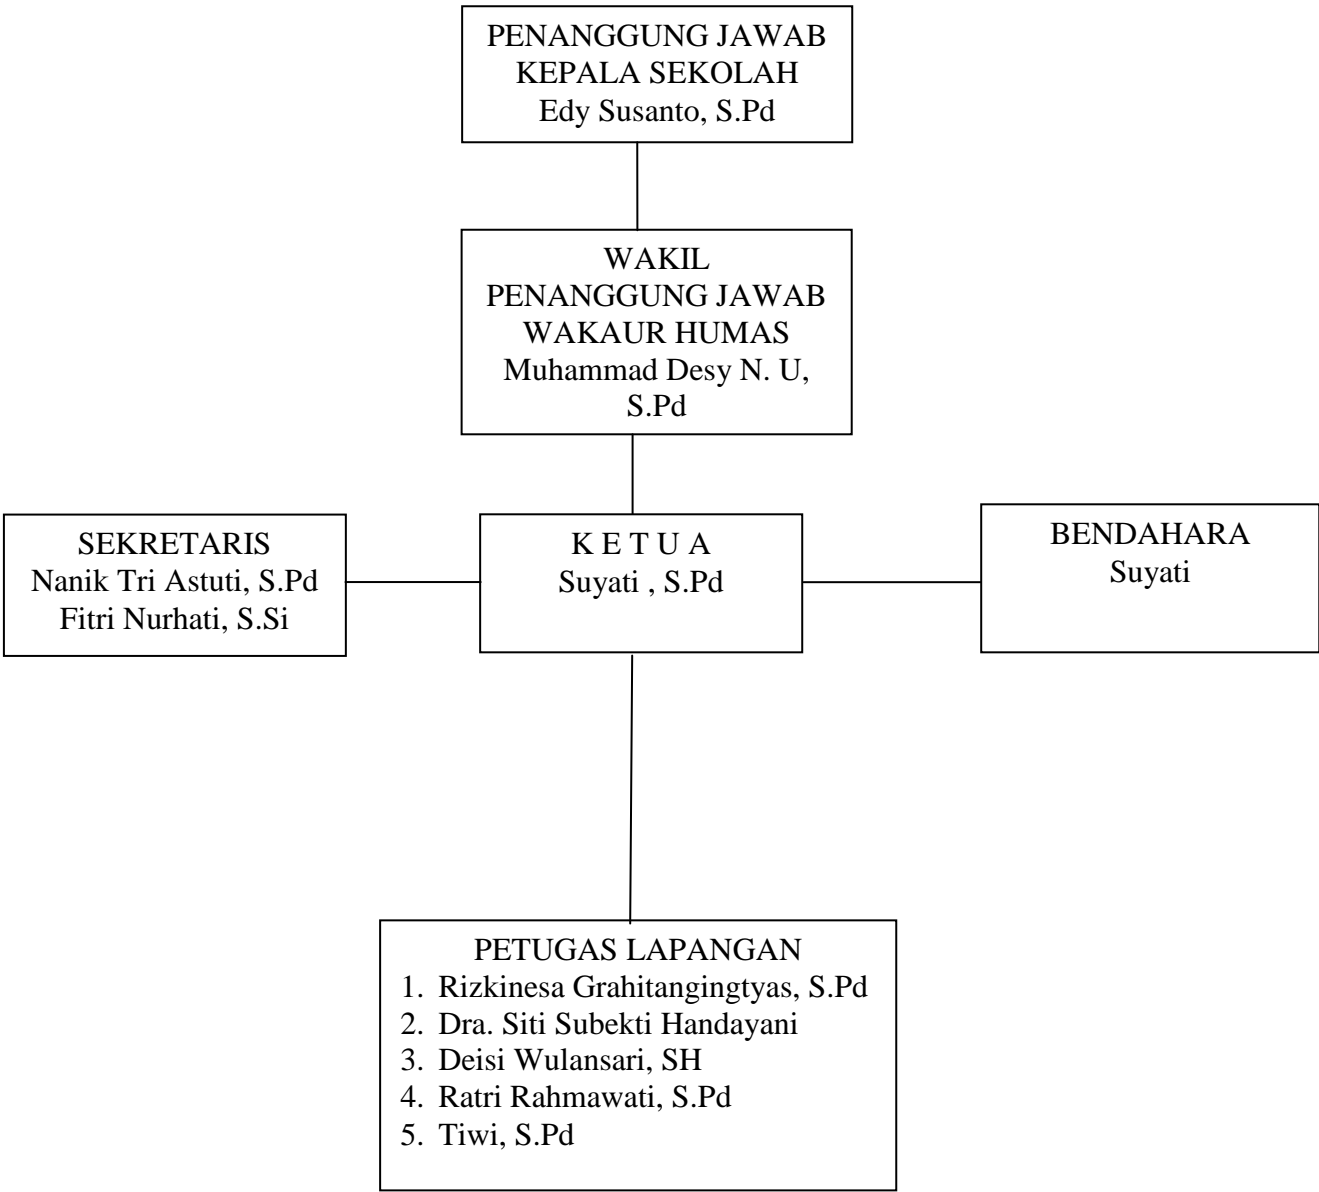 PENANGGUNG JAWAB
KEPALA SEKOLAH
Edy Susanto, S.Pd
WAKIL
PENANGGUNG JAWAB
WAKAUR HUMAS
Muhammad Desy N. U,
S.Pd
SEKRETARIS
Nanik Tri Astuti, S.Pd
Fitri Nurhati, S.Si
K E T U A
Suyati , S.Pd
BENDAHARA
Suyati
PETUGAS LAPANGAN
1. Rizkinesa Grahitangingtyas, S.Pd
2. Dra. Siti Subekti Handayani
3. Deisi Wulansari, SH
4. Ratri Rahmawati, S.Pd
5. Tiwi, S.Pd